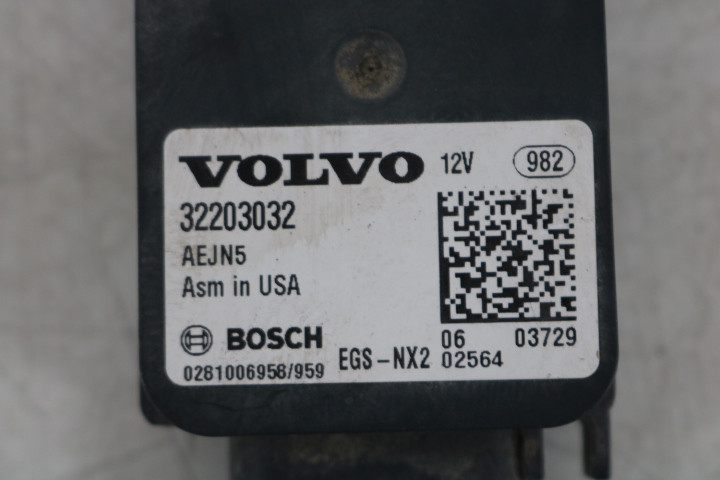 VOLVO 12V 982
32203032
AEJN5
Asm in USA
BOSCH 06 03729
0281006958/959 EGS-NX2 02564